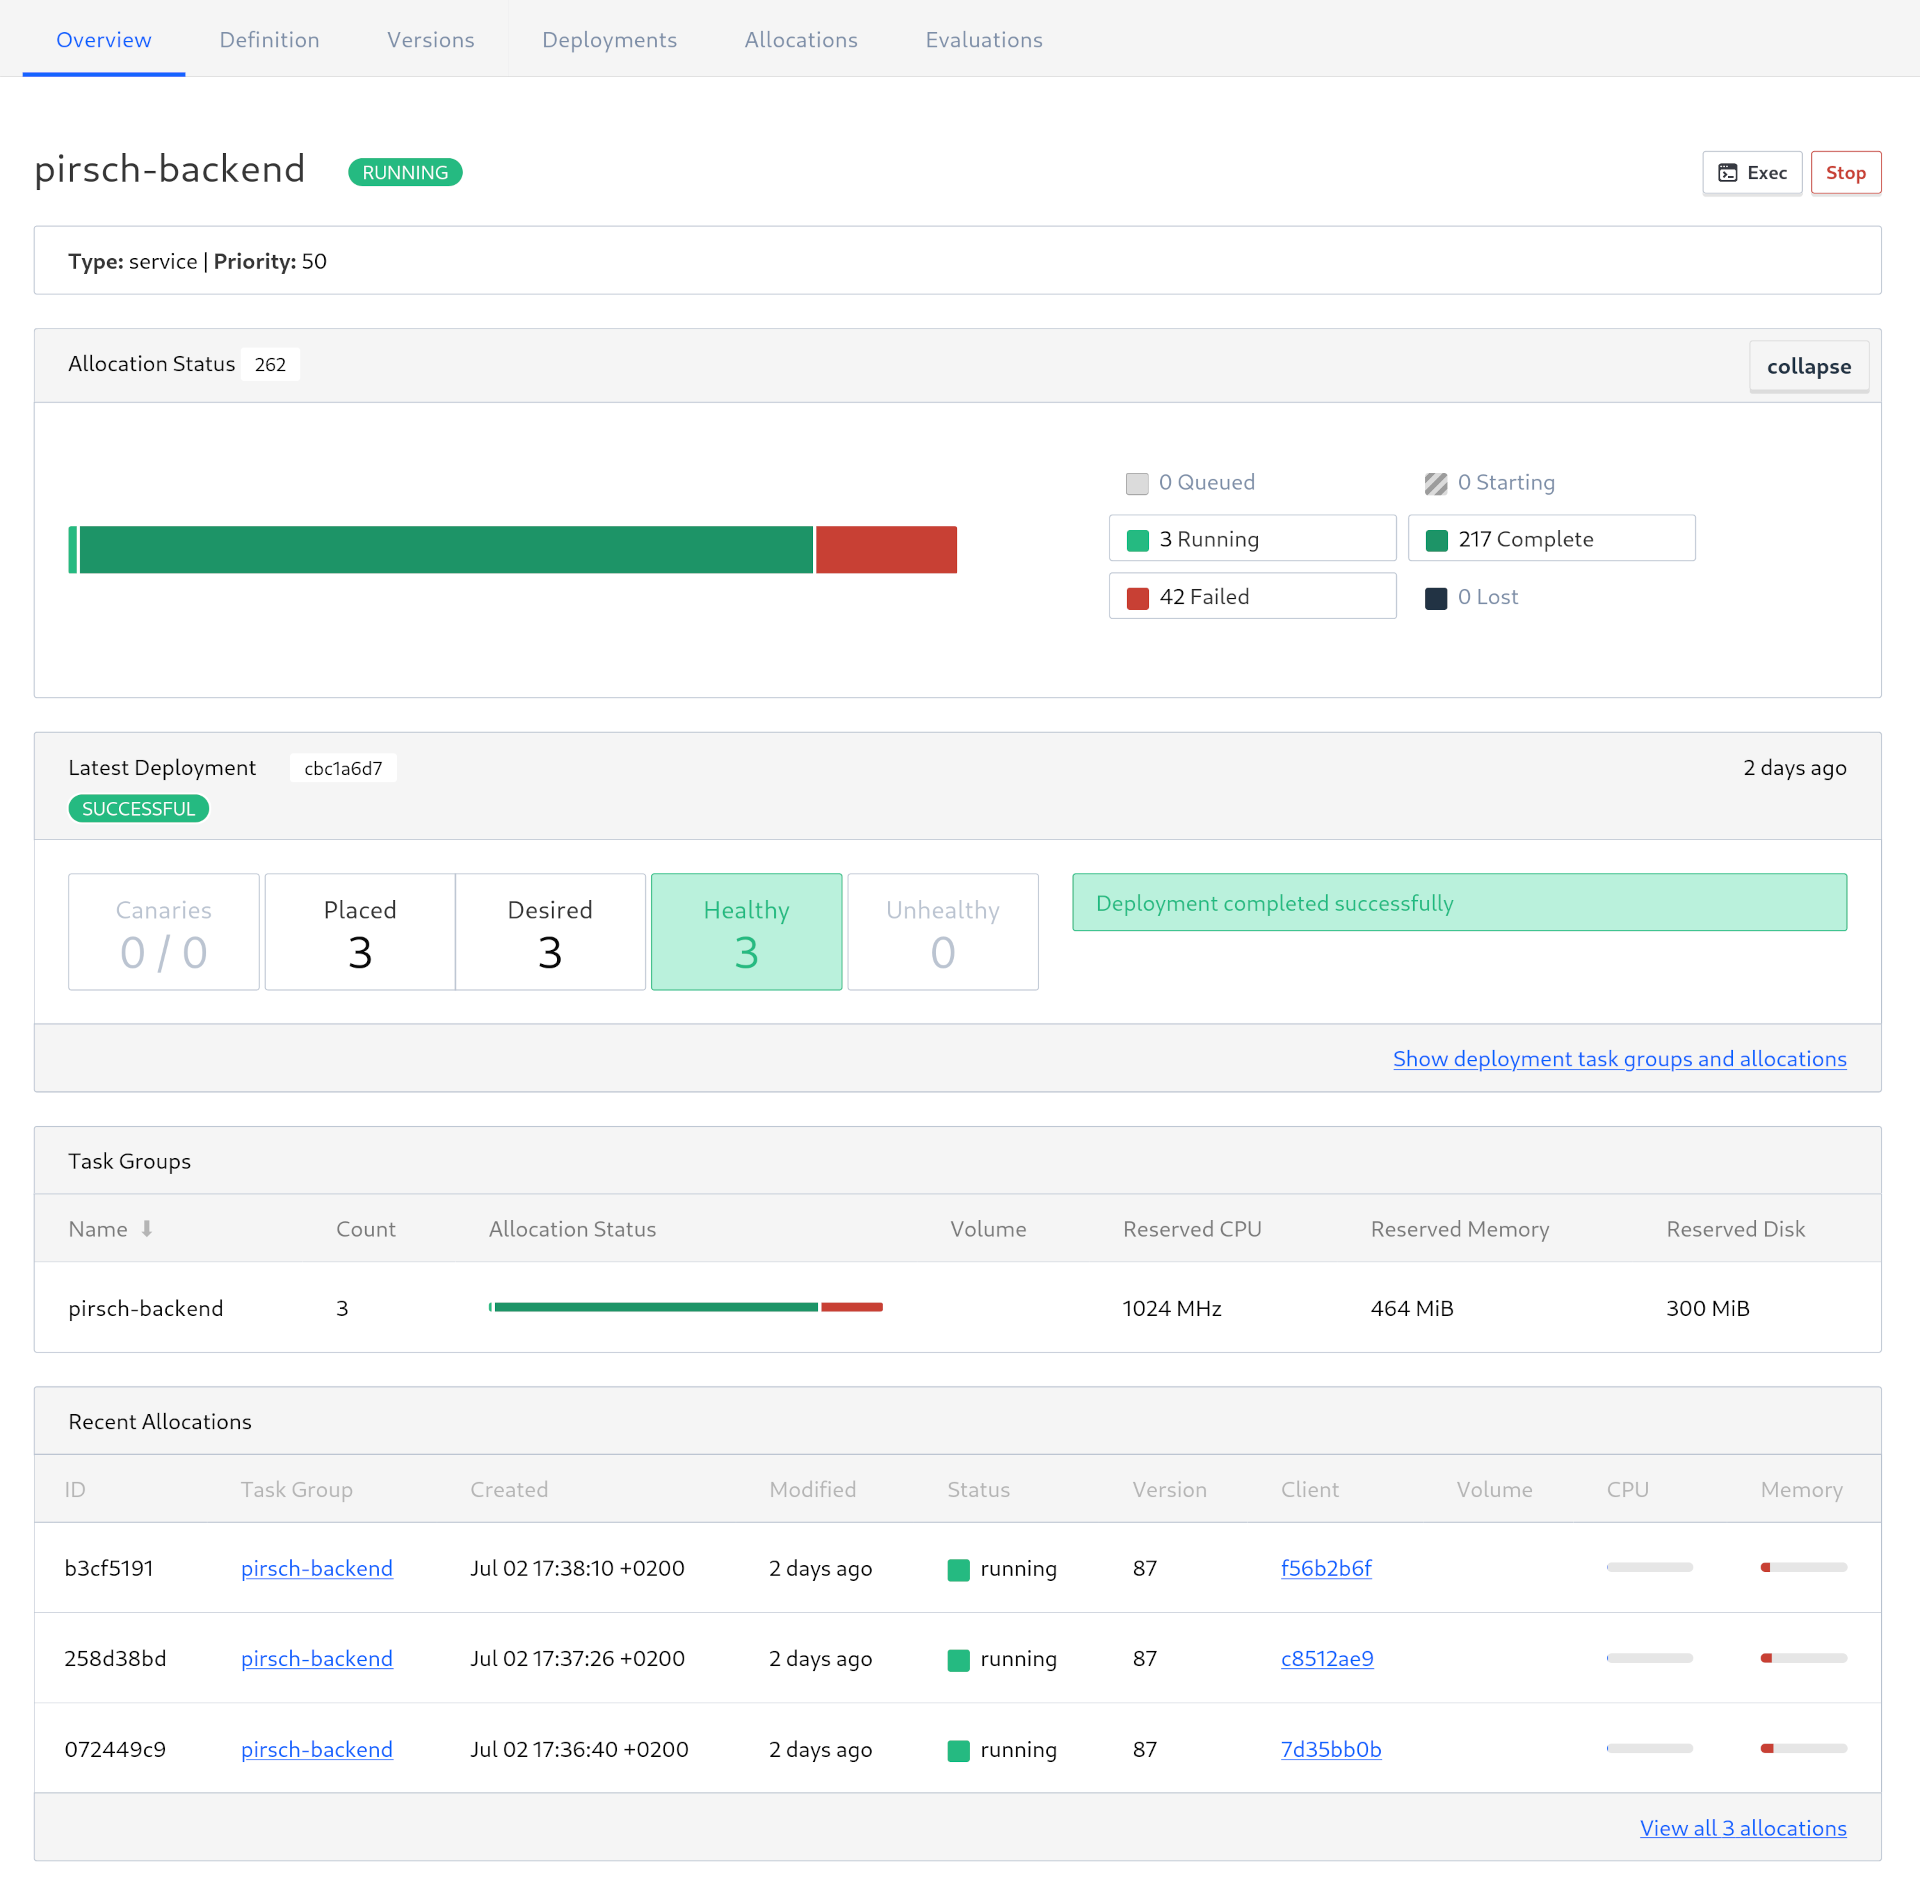 Overview Definition Versions Deployments Allocations Evaluations
pirsch-backend RUNNING Exec Stop
Type: service | Priority: 50
Allocation Status 262 collapse
0 Queued 0 Starting
3 Running 217 Complete
42 Failed 0 Lost
Latest Deployment cbc1a6d7 2 days ago
SUCCESSFUL
Canaries Placed Desired Healthy Unhealthy Deployment completed successfully
0 / 0 3 3 3 0
Show deployment task groups and allocations
Task Groups
Name Count Allocation Status Volume Reserved CPU Reserved Memory Reserved Disk
pirsch-backend 3 1024 MHz 464 MiB 300 MiB
Recent Allocations
ID Task Group Created Modified Status Version Client Volume CPU Memory
b3cf5191 pirsch-backend Jul 02 17:38:10 +0200 2 days ago running 87 f56b2b6f
258d38bd pirsch-backend Jul 02 17:37:26 +0200 2 days ago running 87 c8512ae9
072449c9 pirsch-backend Jul 02 17:36:40 +0200 2 days ago running 87 7d35bb0b
View all 3 allocations